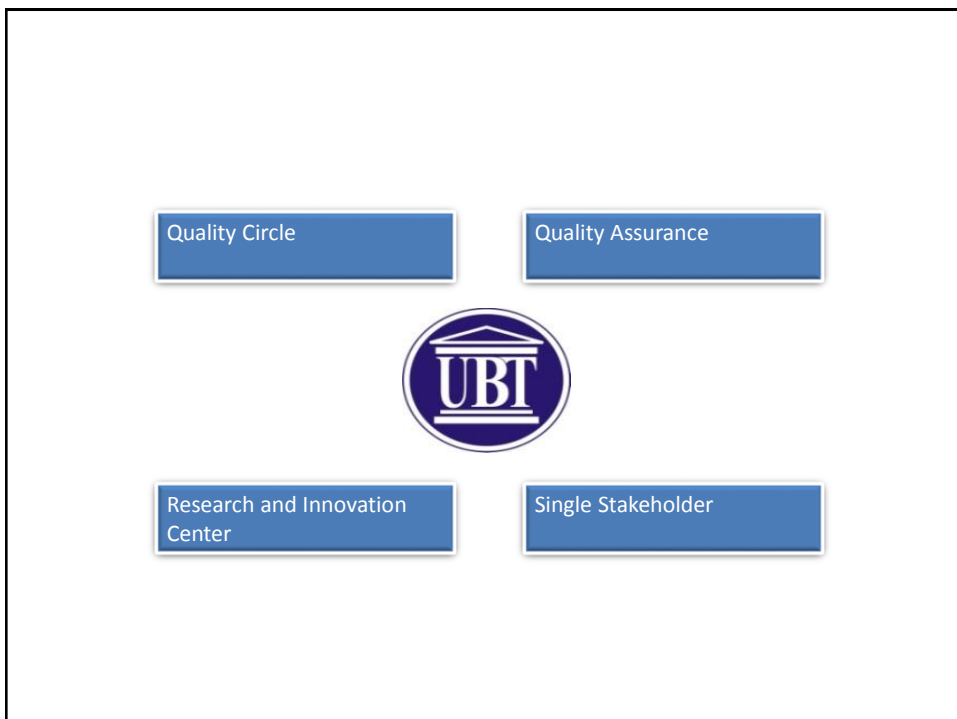 Quality Circle
Quality Assurance
UBT
Research and Innovation
Center
Single Stakeholder